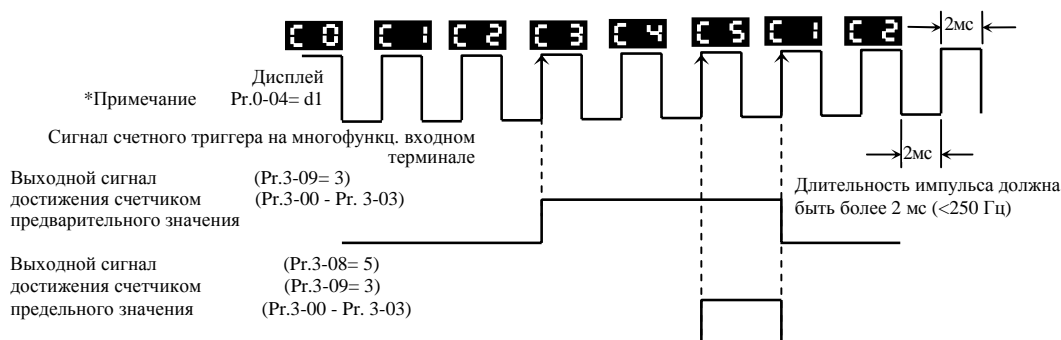 C 0 C 1 C 2 C 3 C 4 C 5 C 1 C 2
2мс
Дисплей
*Примечание Pr.0-04= d1
Сигнал счетного триггера на многофункц. входном
терминале
2мс
Длительность импульса должна
быть более 2 мс (<250 Гц)
Выходной сигнал (Pr.3-09= 3)
достижения счетчиком (Pr.3-00 - Pr. 3-03)
предварительного значения
Выходной сигнал (Pr.3-08= 5)
достижения счетчиком (Pr.3-09= 3)
предельного значения (Pr.3-00 - Pr. 3-03)